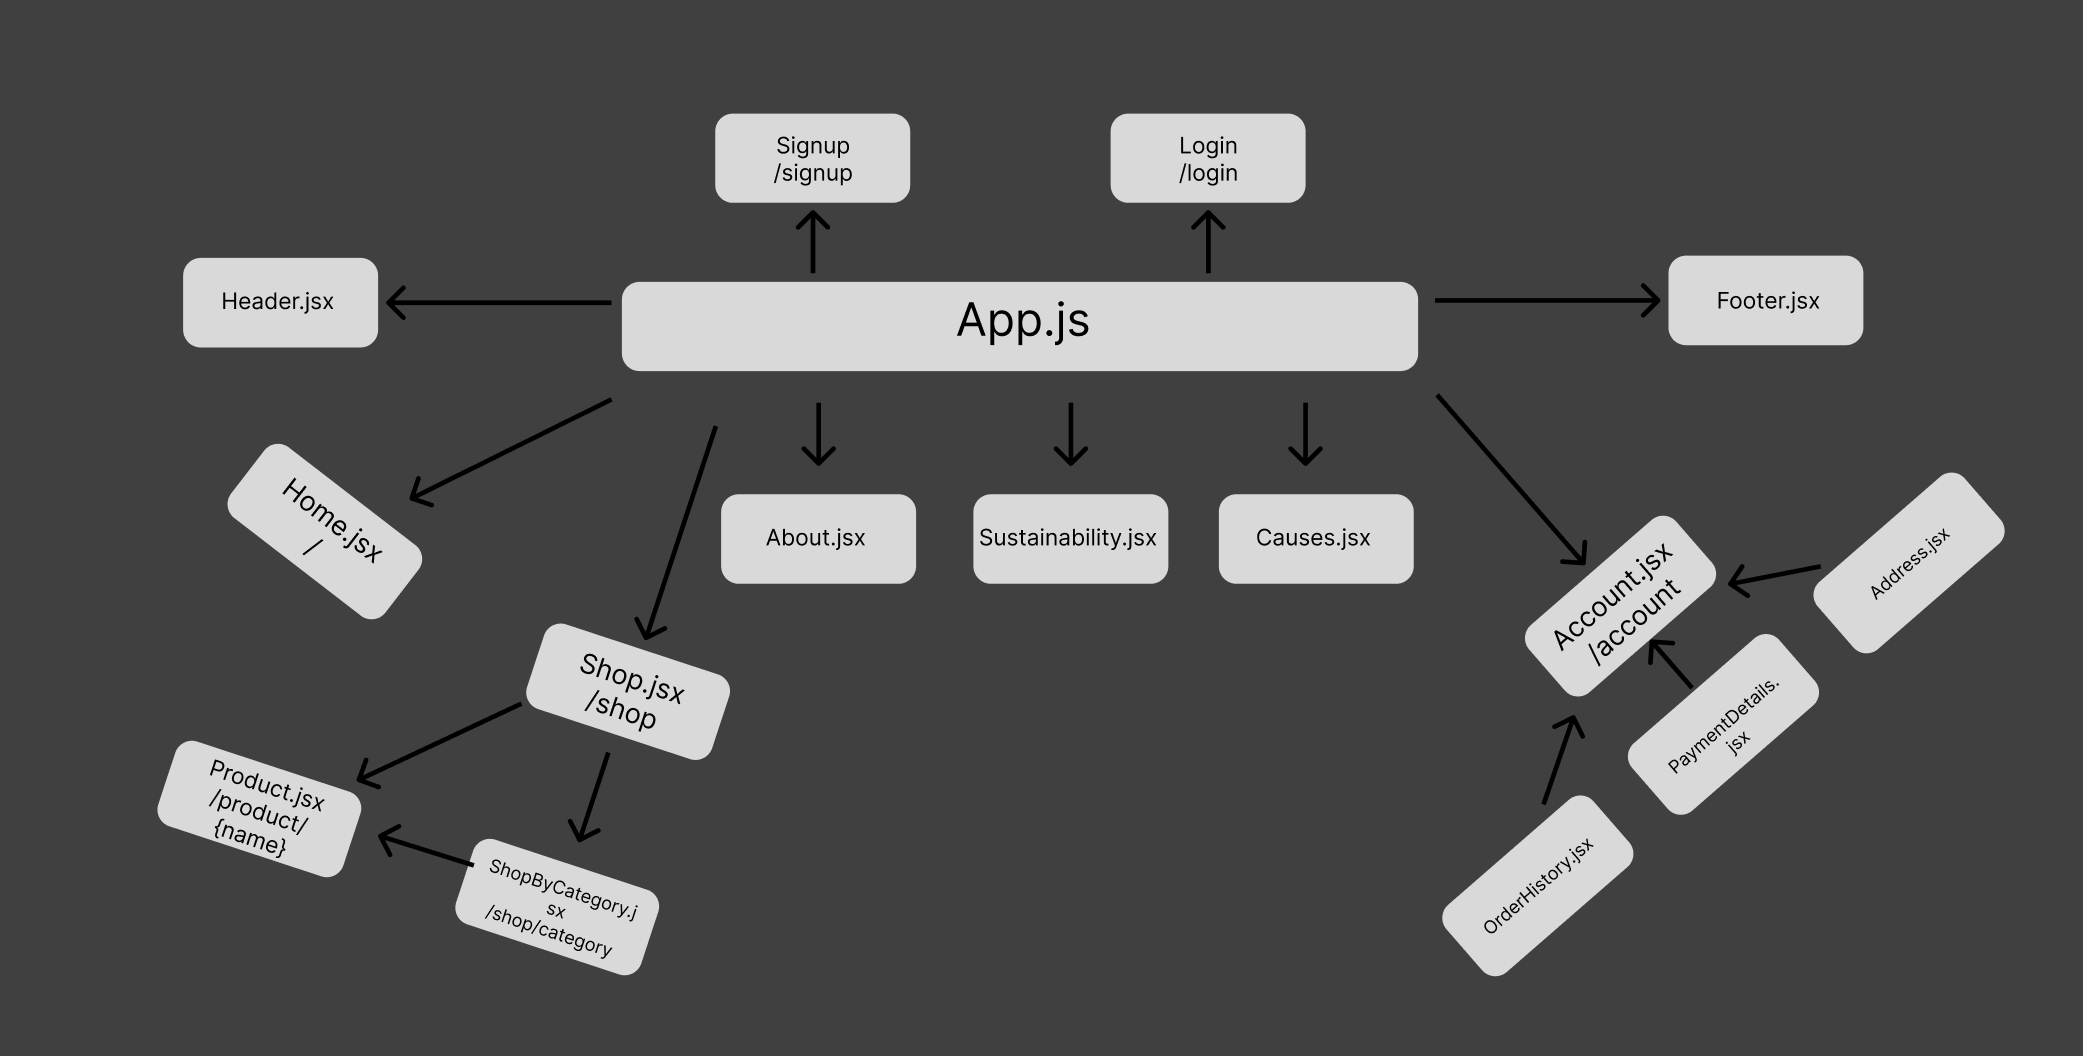 Signup
/signup
Login
/login
Header.jsx
App.js
Footer.jsx
Home.jsx
/
About.jsx
Sustainability.jsx
Causes.jsx
Account.jsx
/account
Address.jsx
Shop.jsx
/shop
PaymentDetails.
jsx
Product.jsx
/product/
{name}
ShopByCategory.j
sx
/shop/category
OrderHistory.jsx